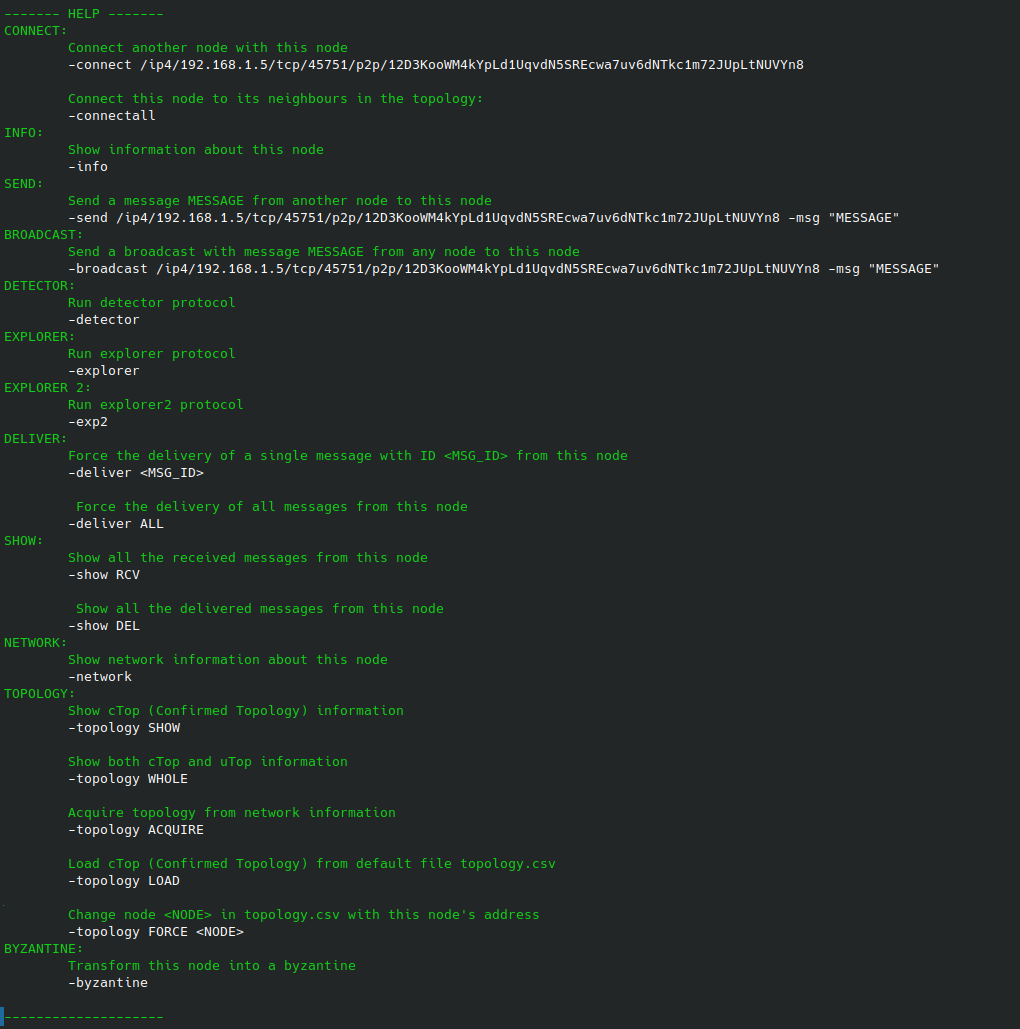 ------- HELP -------
CONNECT:
Connect another node with this node
-connect /ip4/192.168.1.5/tcp/45751/p2p/12D3KooWM4kYpLd1UqvdN5SREcwa7uv6dNTkc1m72JUpLtNUVYn8
Connect this node to its neighbours in the topology:
-connectall
INFO:
Show information about this node
-info
SEND:
Send a message MESSAGE from another node to this node
-send /ip4/192.168.1.5/tcp/45751/p2p/12D3KooWM4kYpLd1UqvdN5SREcwa7uv6dNTkc1m72JUpLtNUVYn8 -msg "MESSAGE"
BROADCAST:
Send a broadcast with message MESSAGE from any node to this node
-broadcast /ip4/192.168.1.5/tcp/45751/p2p/12D3KooWM4kYpLd1UqvdN5SREcwa7uv6dNTkc1m72JUpLtNUVYn8 -msg "MESSAGE"
DETECTOR:
Run detector protocol
-detector
EXPLORER:
Run explorer protocol
-explorer
EXPLORER 2:
Run explorer2 protocol
-exp2
DELIVER:
Force the delivery of a single message with ID <MSG_ID> from this node
-deliver <MSG_ID>
Force the delivery of all messages from this node
-deliver ALL
SHOW:
Show all the received messages from this node
-show RCV
Show all the delivered messages from this node
-show DEL
NETWORK:
Show network information about this node
-network
TOPOLOGY:
Show cTop (Confirmed Topology) information
-topology SHOW
Show both cTop and uTop information
-topology WHOLE
Acquire topology from network information
-topology ACQUIRE
Load cTop (Confirmed Topology) from default file topology.csv
-topology LOAD
Change node <NODE> in topology.csv with this node's address
-topology FORCE <NODE>
BYZANTINE:
Transform this node into a byzantine
-byzantine
--------------------